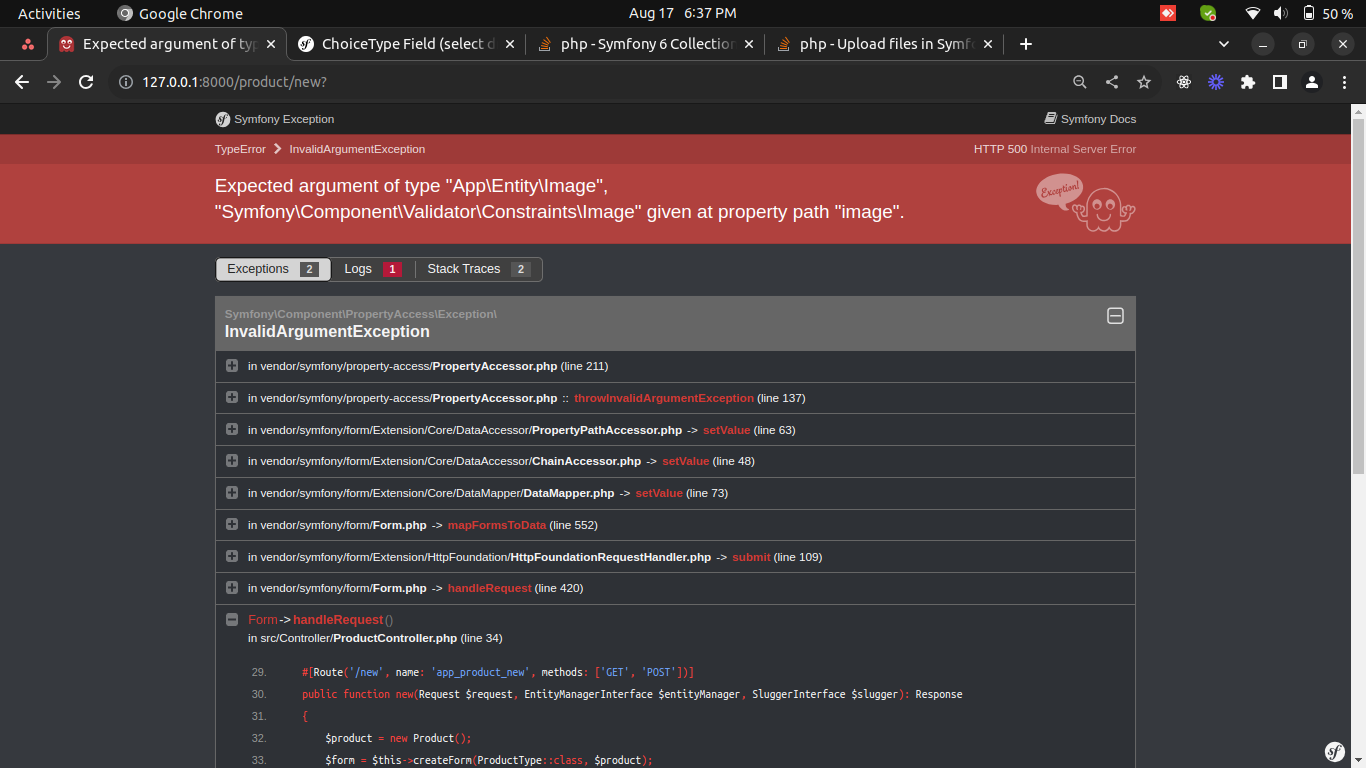 Activities
Google Chrome
Aug 17 6:37 PM
50 %
Expected argument of typ
ChoiceType Field (select d
php - Symfony 6 Collection
php - Upload files in Symfo
127.0.0.1:8000/product/new?
Symfony Exception
Symfony Docs
TypeError
InvalidArgumentException
HTTP 500 Internal Server Error
Expected argument of type "App\Entity\Image",
"Symfony\Component\Validator\Constraints\Image" given at property path "image".
Exception!
Exceptions 2
Logs 1
Stack Traces 2
Symfony\Component\PropertyAccess\Exception\
InvalidArgumentException
in vendor/symfony/property-access/PropertyAccessor.php (line 211)
in vendor/symfony/property-access/PropertyAccessor.php :: throwInvalidArgumentException (line 137)
in vendor/symfony/form/Extension/Core/DataAccessor/PropertyPathAccessor.php -> setValue (line 63)
in vendor/symfony/form/Extension/Core/DataAccessor/ChainAccessor.php -> setValue (line 48)
in vendor/symfony/form/Extension/Core/DataMapper/DataMapper.php -> setValue (line 73)
in vendor/symfony/form/Form.php -> mapFormsToData (line 552)
in vendor/symfony/form/Extension/HttpFoundation/HttpFoundationRequestHandler.php -> submit (line 109)
in vendor/symfony/form/Form.php -> handleRequest (line 420)
Form->handleRequest()
in src/Controller/ProductController.php (line 34)
29. #[Route('/new', name: 'app_product_new', methods: ['GET', 'POST'])]
30. public function new(Request $request, EntityManagerInterface $entityManager, SluggerInterface $slugger): Response
31. {
32. $product = new Product();
33. $form = $this->createForm(ProductType::class, $product);
sf